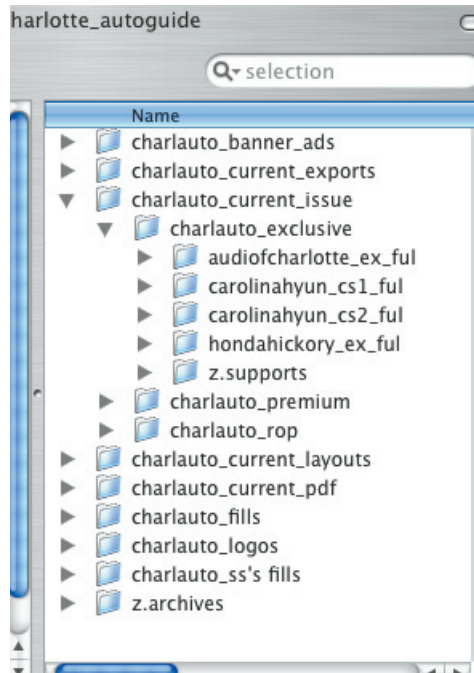 harlotte_autoguide
selection
Name
charlauto_banner_ads
charlauto_current_exports
charlauto_current_issue
charlauto_exclusive
audiofcharlotte_ex_ful
carolinahyun_cs1_ful
carolinahyun_cs2_ful
hondahickory_ex_ful
z.supports
charlauto_premium
charlauto_rop
charlauto_current_layouts
charlauto_current_pdf
charlauto_fills
charlauto_logos
charlauto_ss's fills
z.archives